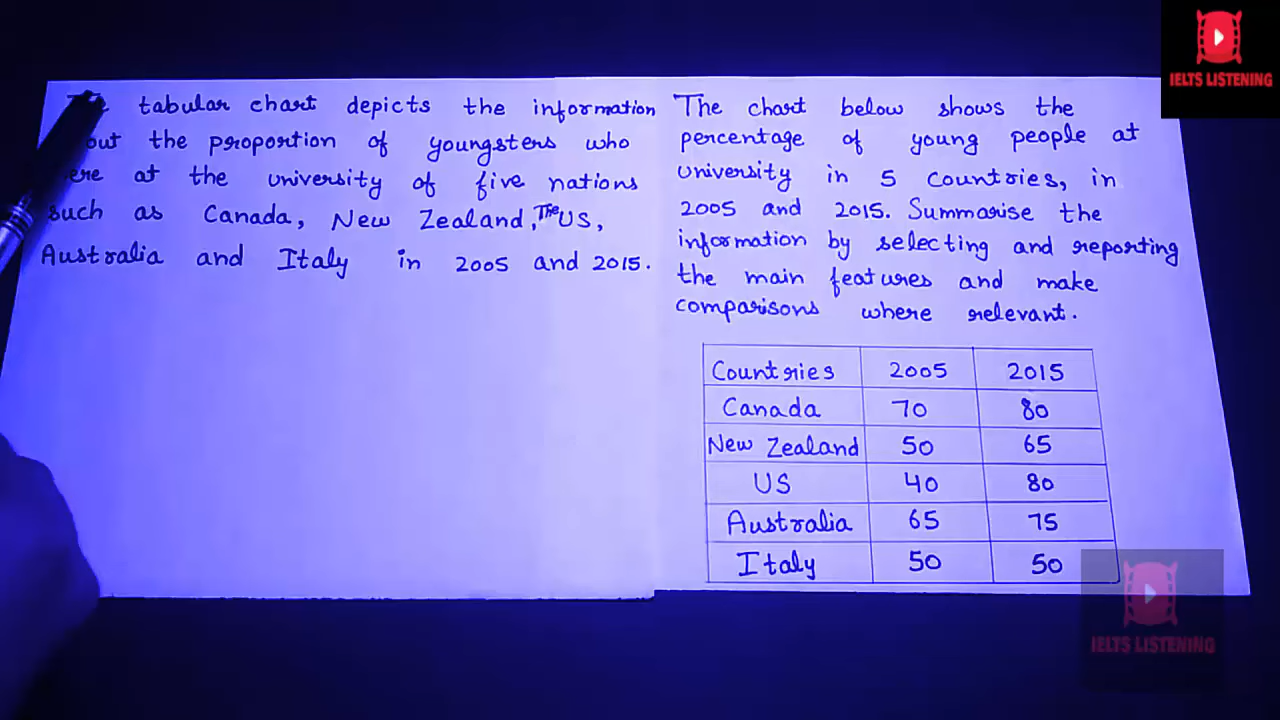 tabular chart depicts the information
the proportion of youngsters who
at the university of five nations
such as Canada, New Zealand, The US,
Australia and Italy in 2005 and 2015.
The chart below shows the
percentage of young people at
university in 5 Countries, in
2005 and 2015. Summarise the
information by selecting and reporting
the main features and make
comparisons where relevant.
Countries 2005 2015
Canada 70 80
New Zealand 50 65
US 40 80
Australia 65 75
Italy 50 50
IELTS LISTENING
IELTS LISTENING